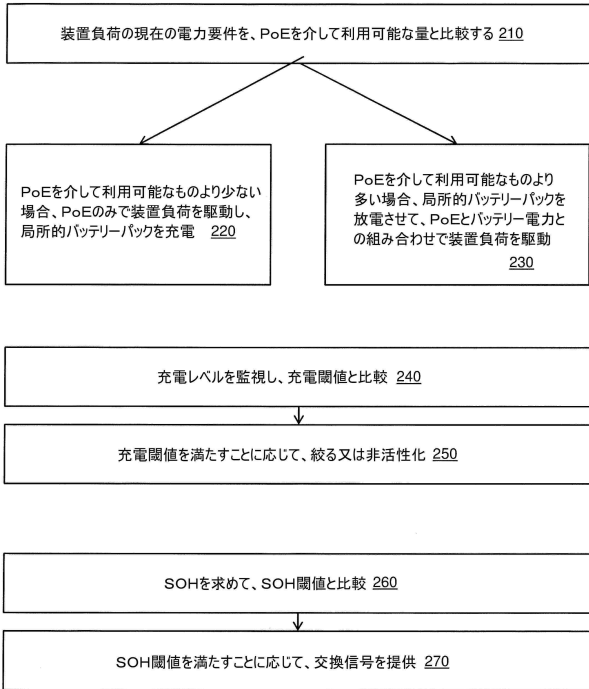 装置負荷の現在の電力要件を、PoEを介して利用可能な量と比較する 210
PoEを介して利用可能なものより少ない
場合、PoEのみで装置負荷を駆動し、
局所的バッテリーパックを充電 220
PoEを介して利用可能なものより
多い場合、局所的バッテリーパックを
放電させて、PoEとバッテリー電力と
の組み合わせで装置負荷を駆動
230
充電レベルを監視し、充電閾値と比較 240
充電閾値を満たすことに応じて、絞る又は非活性化 250
SOHを求めて、SOH閾値と比較 260
SOH閾値を満たすことに応じて、交換信号を提供 270